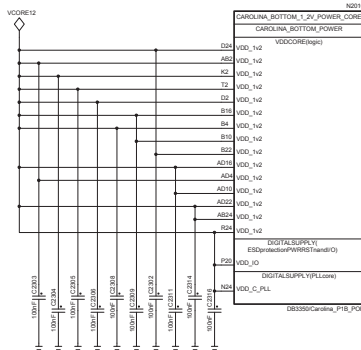 N201
VCORE12
CAROLINA_BOTTOM_1_2V_POWER_CORE
CAROLINA_BOTTOM_POWER
VDDCORE(logic)
D24 VDD_1v2
AB2 VDD_1v2
K2 VDD_1v2
T2 VDD_1v2
D2 VDD_1v2
B16 VDD_1v2
B4 VDD_1v2
B10 VDD_1v2
B22 VDD_1v2
AD16 VDD_1v2
AD4 VDD_1v2
AD10 VDD_1v2
AD22 VDD_1v2
AB24 VDD_1v2
R24 VDD_1v2
DIGITALSUPPLY(
ESDprotectionPWRRSTnandI/O)
P20 VDD_IO
DIGITALSUPPLY(PLLcore)
N24 VDD_C_PLL
DB3350/Carolina_P1B_POP
C2303 100nF
C2304 100nF
C2305 100nF
C2306 100nF
C2308 100nF
C2309 100nF
C2302 100nF
C2311 100nF
C2314 100nF
C2316 100nF